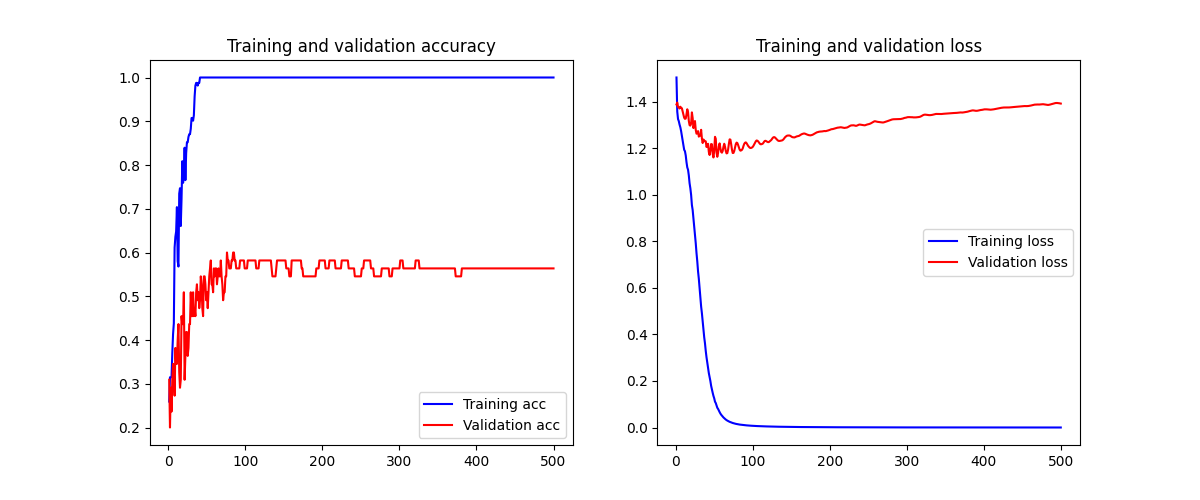 Training and validation accuracy
1.0
0.9
0.8
0.7
0.6
0.5
0.4
0.3
0.2
0 100 200 300 400 500
Training acc
Validation acc
Training and validation loss
1.4
1.2
1.0
0.8
0.6
0.4
0.2
0.0
0 100 200 300 400 500
Training loss
Validation loss